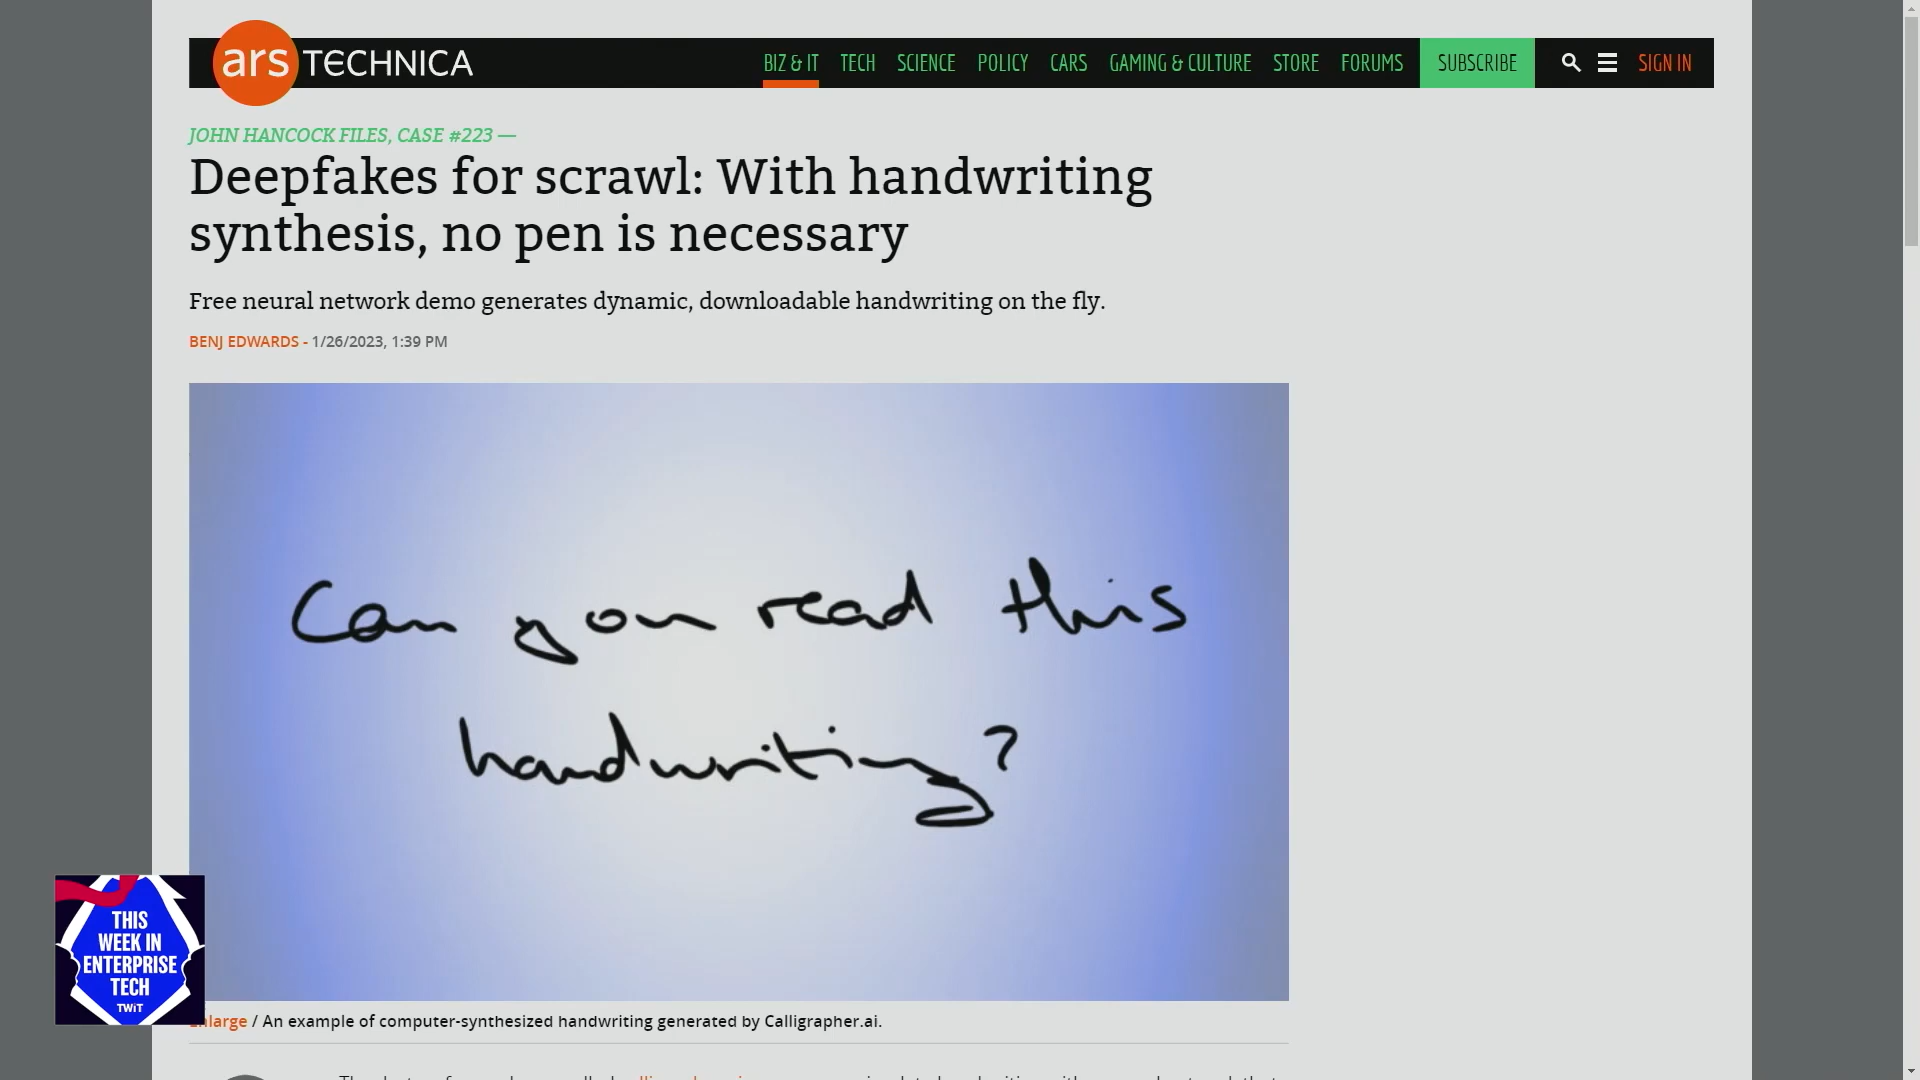 ars TECHNICA
BIZ & IT TECH SCIENCE POLICY CARS GAMING & CULTURE STORE FORUMS SUBSCRIBE SIGN IN
JOHN HANCOCK FILES, CASE #223 —
Deepfakes for scrawl: With handwriting
synthesis, no pen is necessary
Free neural network demo generates dynamic, downloadable handwriting on the fly.
BENJ EDWARDS - 1/26/2023, 1:39 PM
Can you read this
handwriting?
THIS
WEEK IN
ENTERPRISE
TECH
TWiT
/ An example of computer-synthesized handwriting generated by Calligrapher.ai.